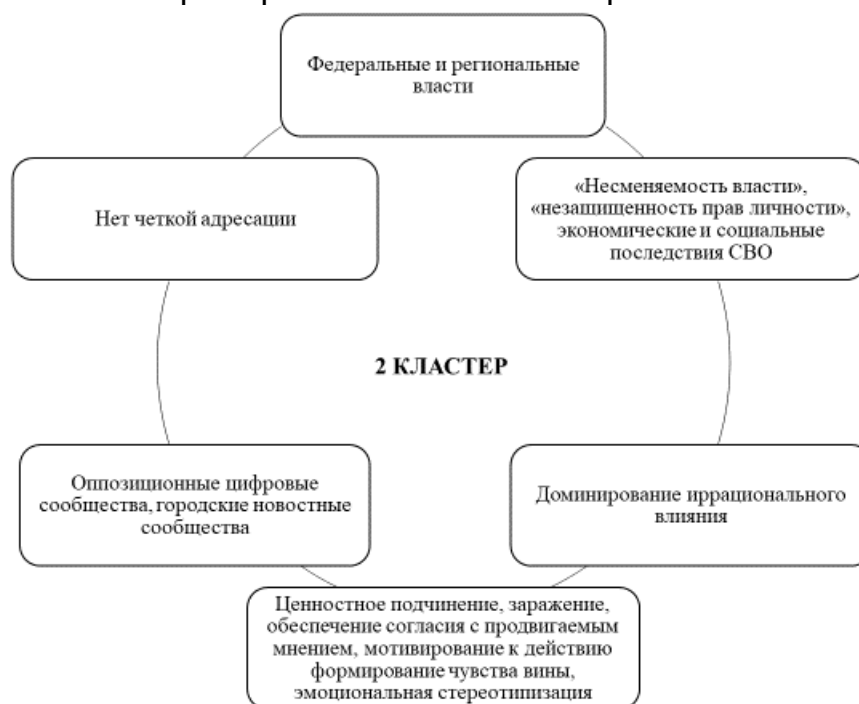 Федеральные и региональные
власти
Нет четкой адресации
«Несменяемость власти»,
«незащищенность прав личности»,
экономические и социальные
последствия СВО
2 КЛАСТЕР
Оппозиционные цифровые
сообщества, городские новостные
сообщества
Доминирование иррационального
влияния
Ценностное подчинение, заражение,
обеспечение согласия с продвигаемым
мнением, мотивирование к действию
формирование чувства вины,
эмоциональная стереотипизация